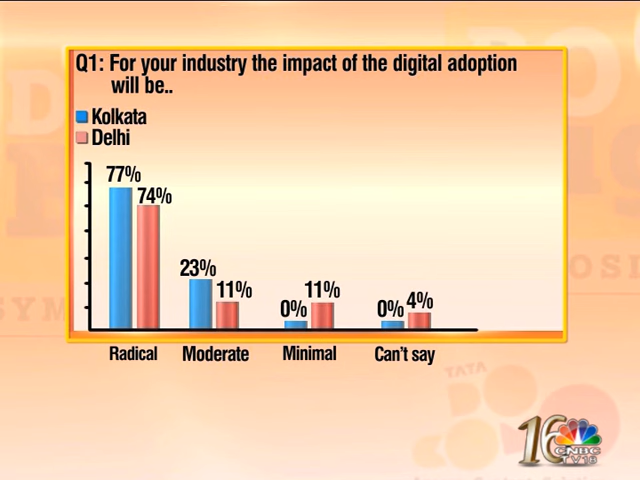 Q1: For your industry the impact of the digital adoption
will be..
Kolkata
Delhi
77%
74%
23%
11%
0%
11%
0%
4%
Radical
Moderate
Minimal
Can't say
TATA
16
CNBC
TV18